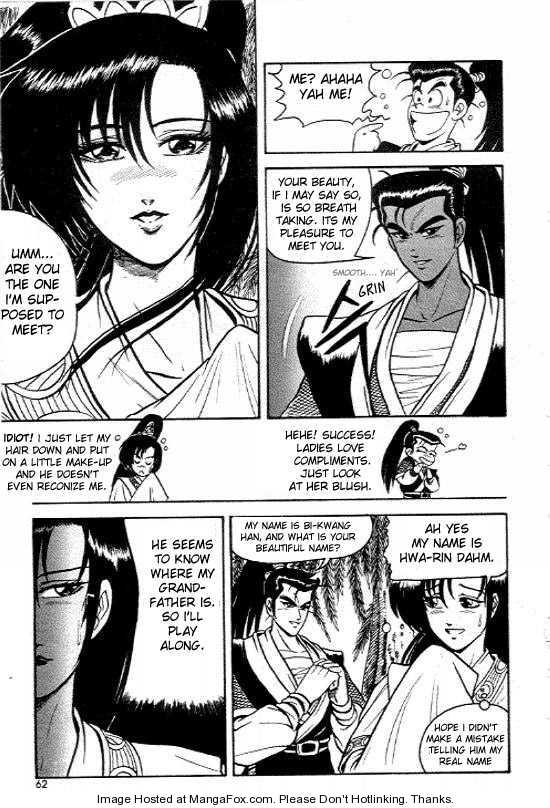 ME? AHAHA
YAH ME!
UMM...
ARE YOU
THE ONE
I'M SUP-
POSED TO
MEET?
YOUR BEAUTY,
IF I MAY SAY SO,
IS SO BREATH
TAKING. ITS MY
PLEASURE TO
MEET YOU.
SMOOTH.... YAH
GRIN
IDIOT! I JUST LET MY
HAIR DOWN AND PUT
ON A LITTLE MAKE-UP
AND HE DOESN'T
EVEN RECONIZE ME.
HEHE! SUCCESS!
LADIES LOVE
COMPLIMENTS.
JUST LOOK
AT HER BLUSH.
HE SEEMS
TO KNOW
WHERE MY
GRAND-
FATHER IS.
SO I'LL
PLAY
ALONG.
MY NAME IS BI-KWANG
HAN, AND WHAT IS YOUR
BEAUTIFUL NAME?
AH YES
MY NAME IS
HWA-RIN DAHM.
HOPE I DIDN'T
MAKE A MISTAKE
TELLING HIM MY
REAL NAME
62
Image Hosted at MangaFox.com. Please Don't Hotlinking. Thanks.